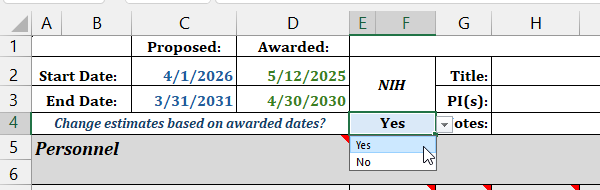 A B C D E F G H
1 Proposed: Awarded:
2 Start Date: 4/1/2026 5/12/2025 NIH Title:
3 End Date: 3/31/2031 4/30/2030 PI(s):
4 Change estimates based on awarded dates? Yes otes:
5 Personnel Yes
No
6